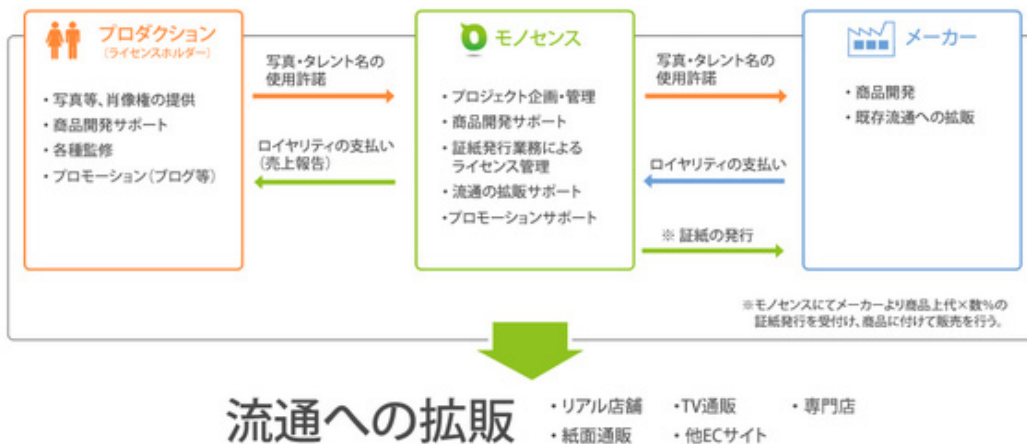 プロダクション
(ライセンスホルダー)
・写真等、肖像権の提供
・商品開発サポート
・各種監修
・プロモーション(ブログ等)
写真・タレント名の
使用許諾
ロイヤリティの支払い
(売上報告)
モノセンス
・プロジェクト企画・管理
・商品開発サポート
・証紙発行業務による
ライセンス管理
・流通の拡販サポート
・プロモーションサポート
写真・タレント名の
使用許諾
ロイヤリティの支払い
※ 証紙の発行
メーカー
・商品開発
・既存流通への拡販
※モノセンスにてメーカーより商品上代×数%の
証紙発行を受付け、商品に付けて販売を行う。
流通への拡販
・リアル店舗 ・TV通販 ・専門店
・紙面通販 ・他ECサイト